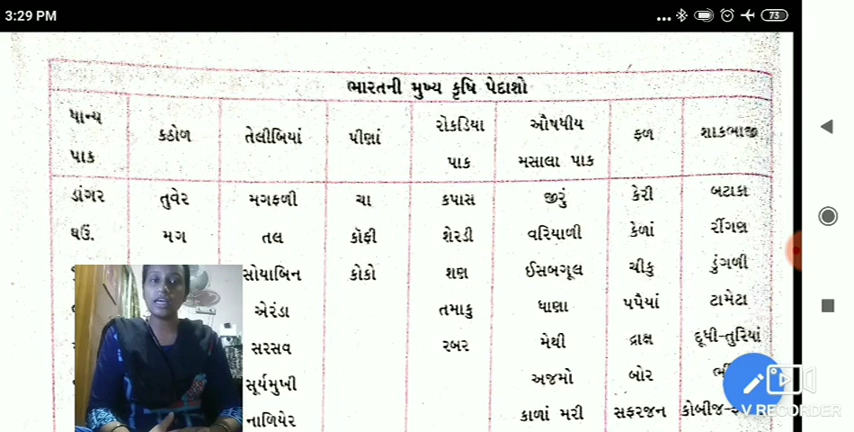 3:29 PM
73
ભારતની મુખ્ય કૃષિ પેદાશો
ધાન્ય પાક કઠોળ તેલીબિયાં પીણાં રોકડિયા પાક ઔષધીય મસાલા પાક ફળ શાકભાજી
ડાંગર તુવેર મગફળી ચા કપાસ જીરું કેરી બટાકા
ઘઉં. મગ તલ કૉફી શેરડી વરિયાળી કેળાં રીંગણ
સોયાબિન કોકો શણ ઈસબગૂલ ચીકુ ડુંગળી
એરંડા તમાકુ ધાણા પપૈયાં ટામેટા
સરસવ રબર મેથી દ્રાક્ષ દૂધી-તુરિયાં
સૂર્યમુખી અજમો બોર
નાળિયેર કાળાં મરી સફરજન કોબીજ-
V RECORDER